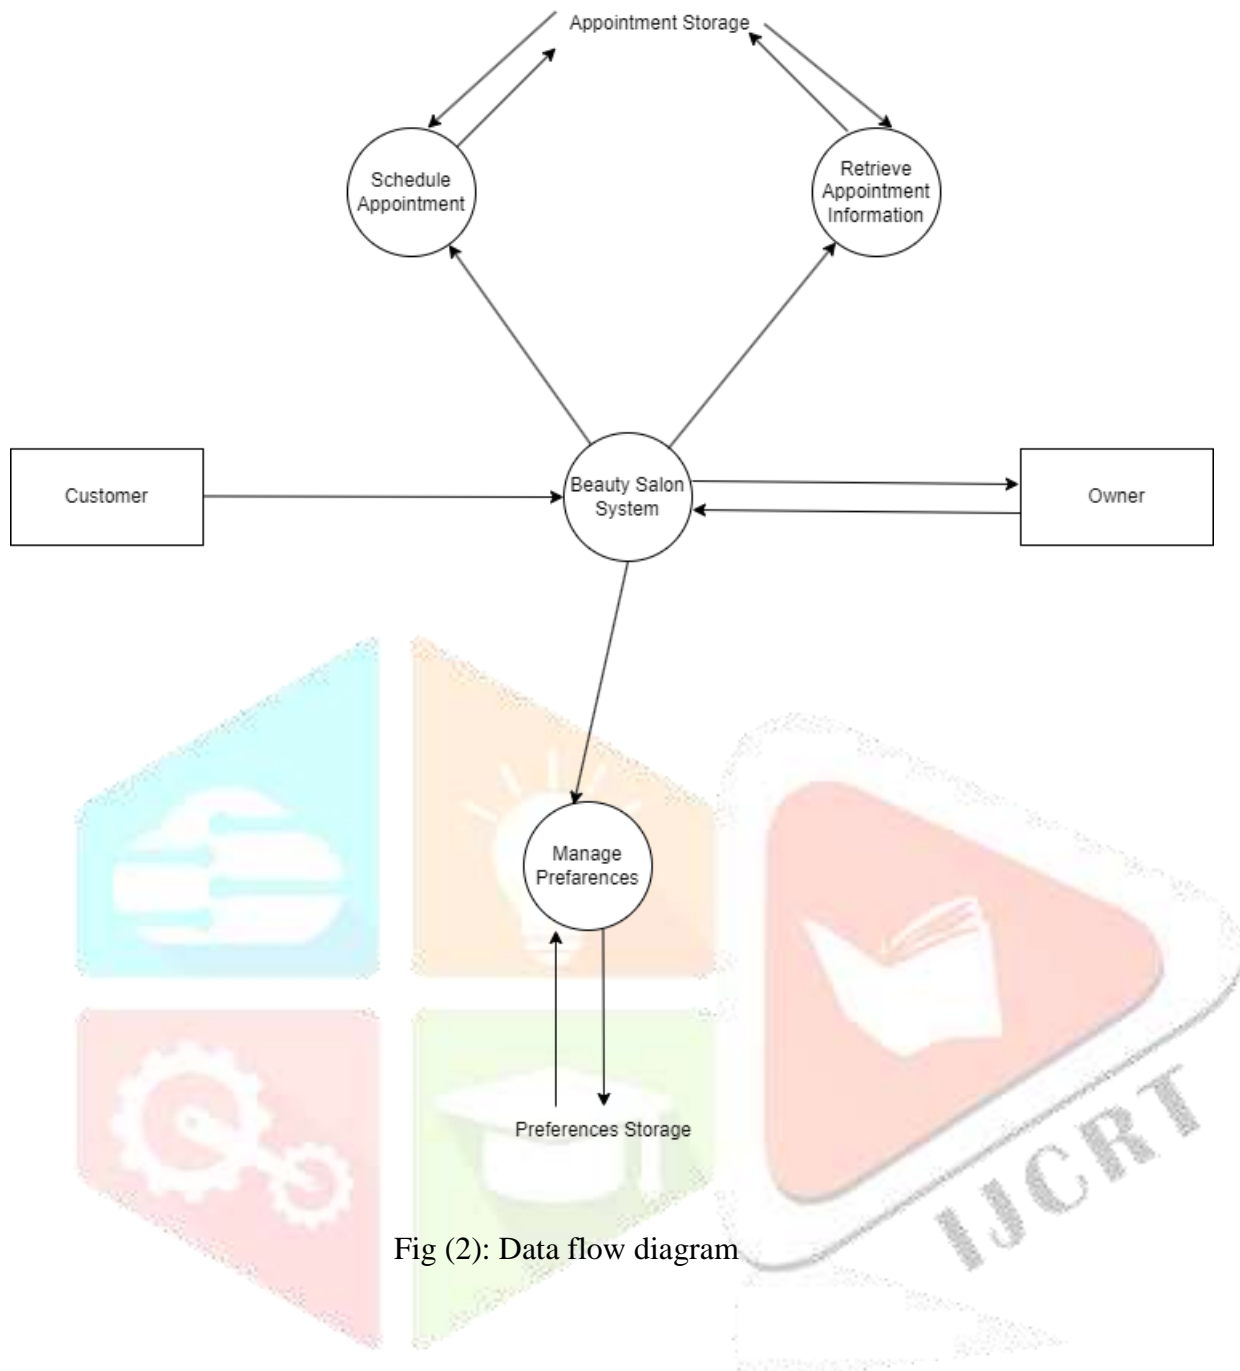 Appointment Storage
Schedule
Appointment
Retrieve
Appointment
Information
Customer
Beauty Salon
System
Owner
Manage
Prefarences
Preferences Storage
IJCRT
Fig (2): Data flow diagram